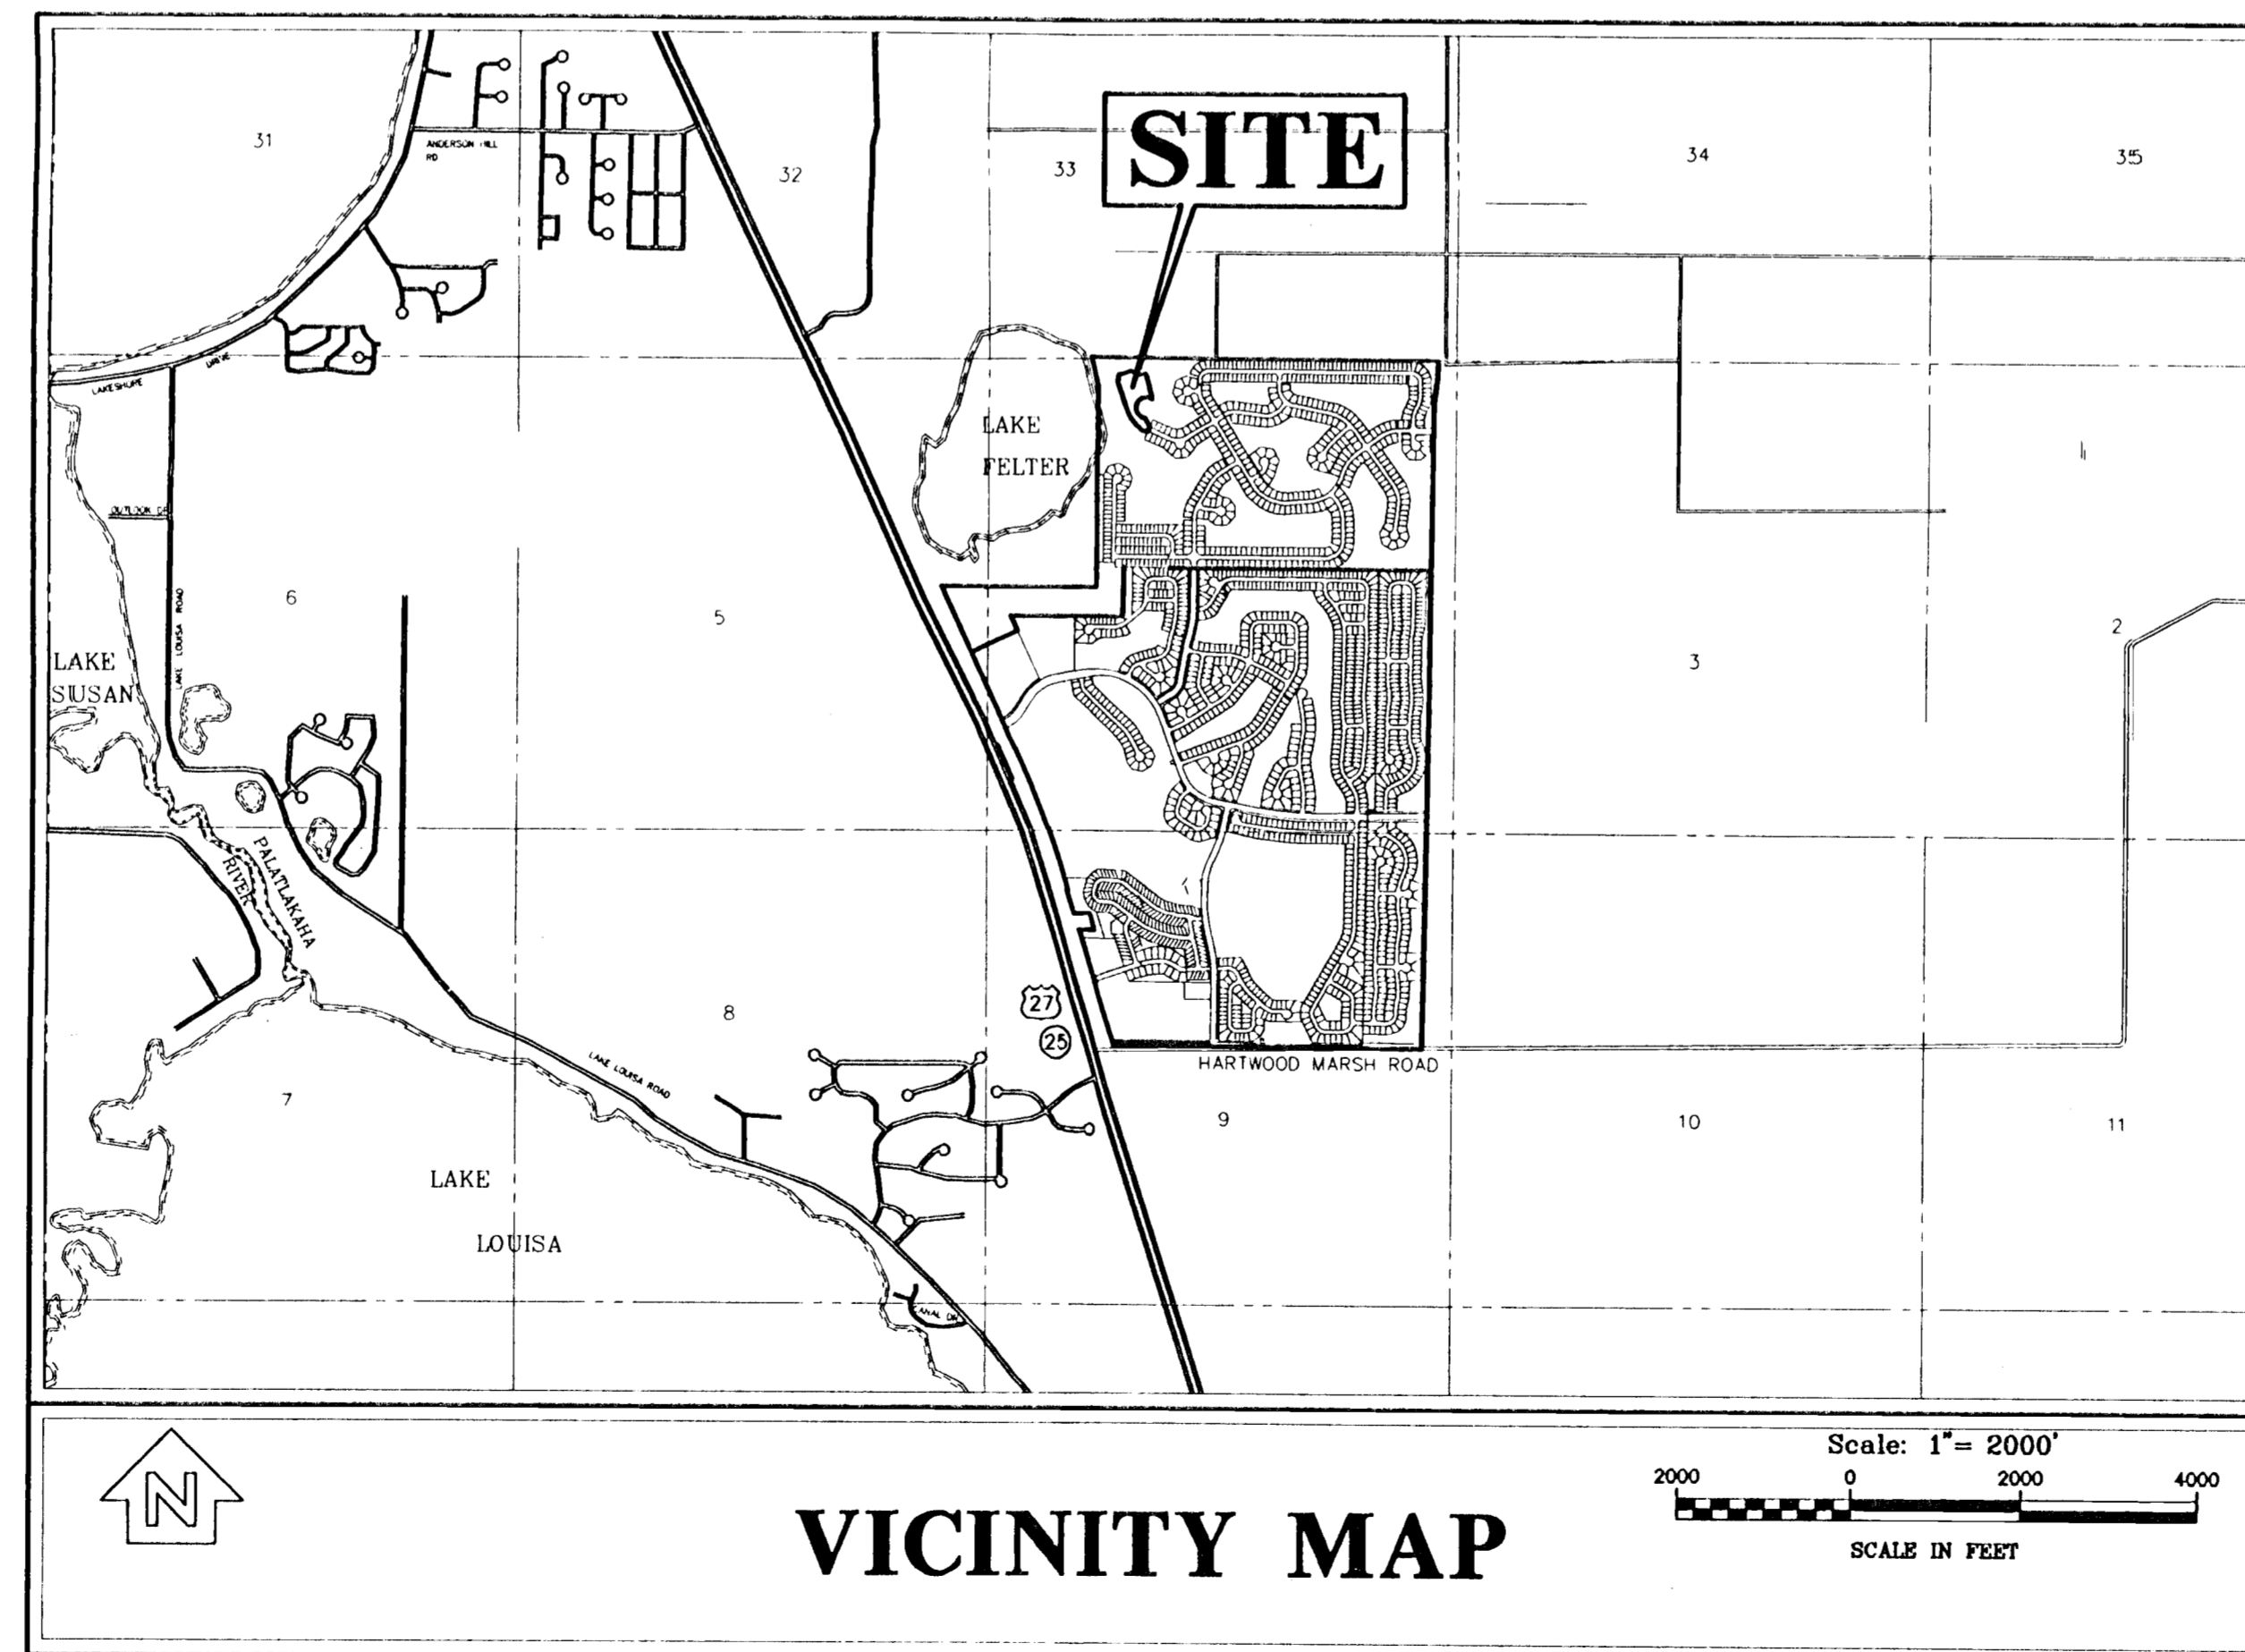 SITE
31
32
33
34
35
ANDERSON HILL
RD
LAKESHORE
DRIVE
LAKE
FELTER
OUTLOOK DR
LAKE LOUISA ROAD
6
5
3
2
LAKE
SUSAN
PALATLAKAHA
RIVER
27
25
8
HARTWOOD MARSH ROAD
LAKE LOUISA ROAD
7
9
10
11
LAKE
LOUISA
CANAL DR
N
VICINITY MAP
Scale: 1"= 2000'
2000 0 2000 4000
SCALE IN FEET